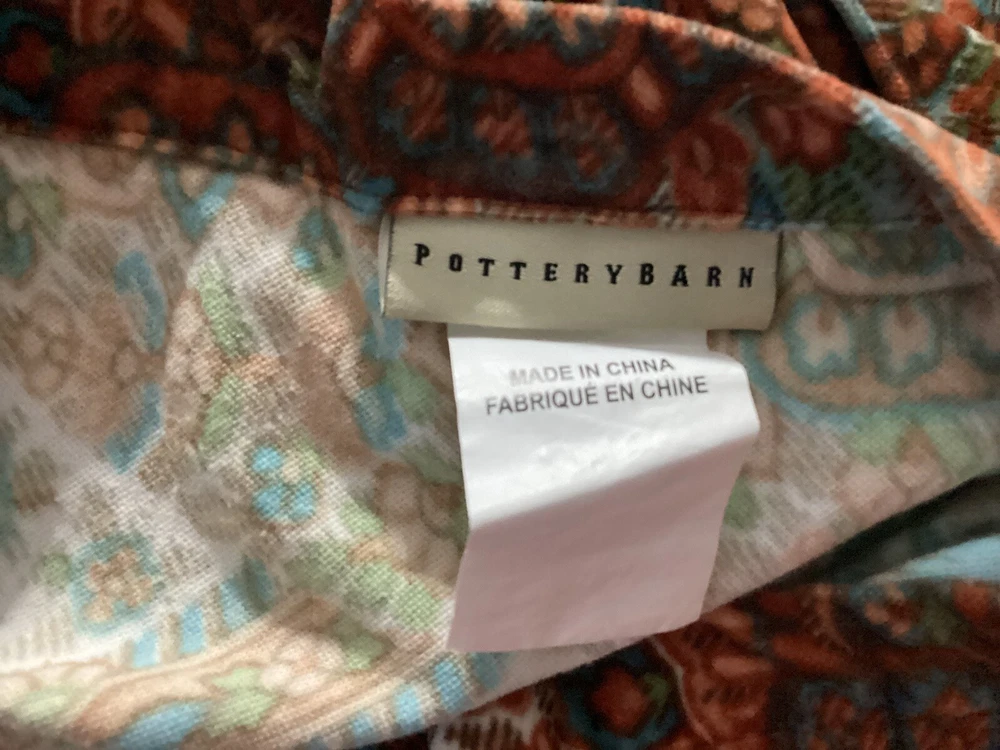 POTTERYBARN
MADE IN CHINA
FABRIQUÉ EN CHINE